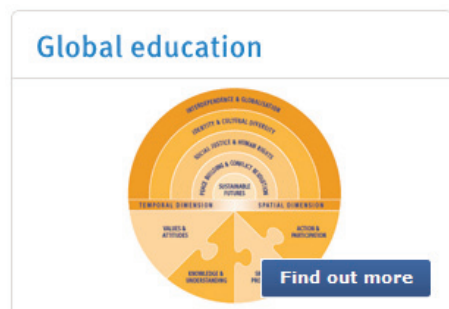 Global education
INTERDEPENDENCE & GLOBALISATION
IDENTITY & CULTURAL DIVERSITY
SOCIAL JUSTICE & HUMAN RIGHTS
PEACE BUILDING & CONFLICT RESOLUTION
SUSTAINABLE
FUTURES
TEMPORAL DIMENSION
SPATIAL DIMENSION
VALUES &
ATTITUDES
ACTION &
PARTICIPATION
KNOWLEDGE &
UNDERSTANDING
Find out more